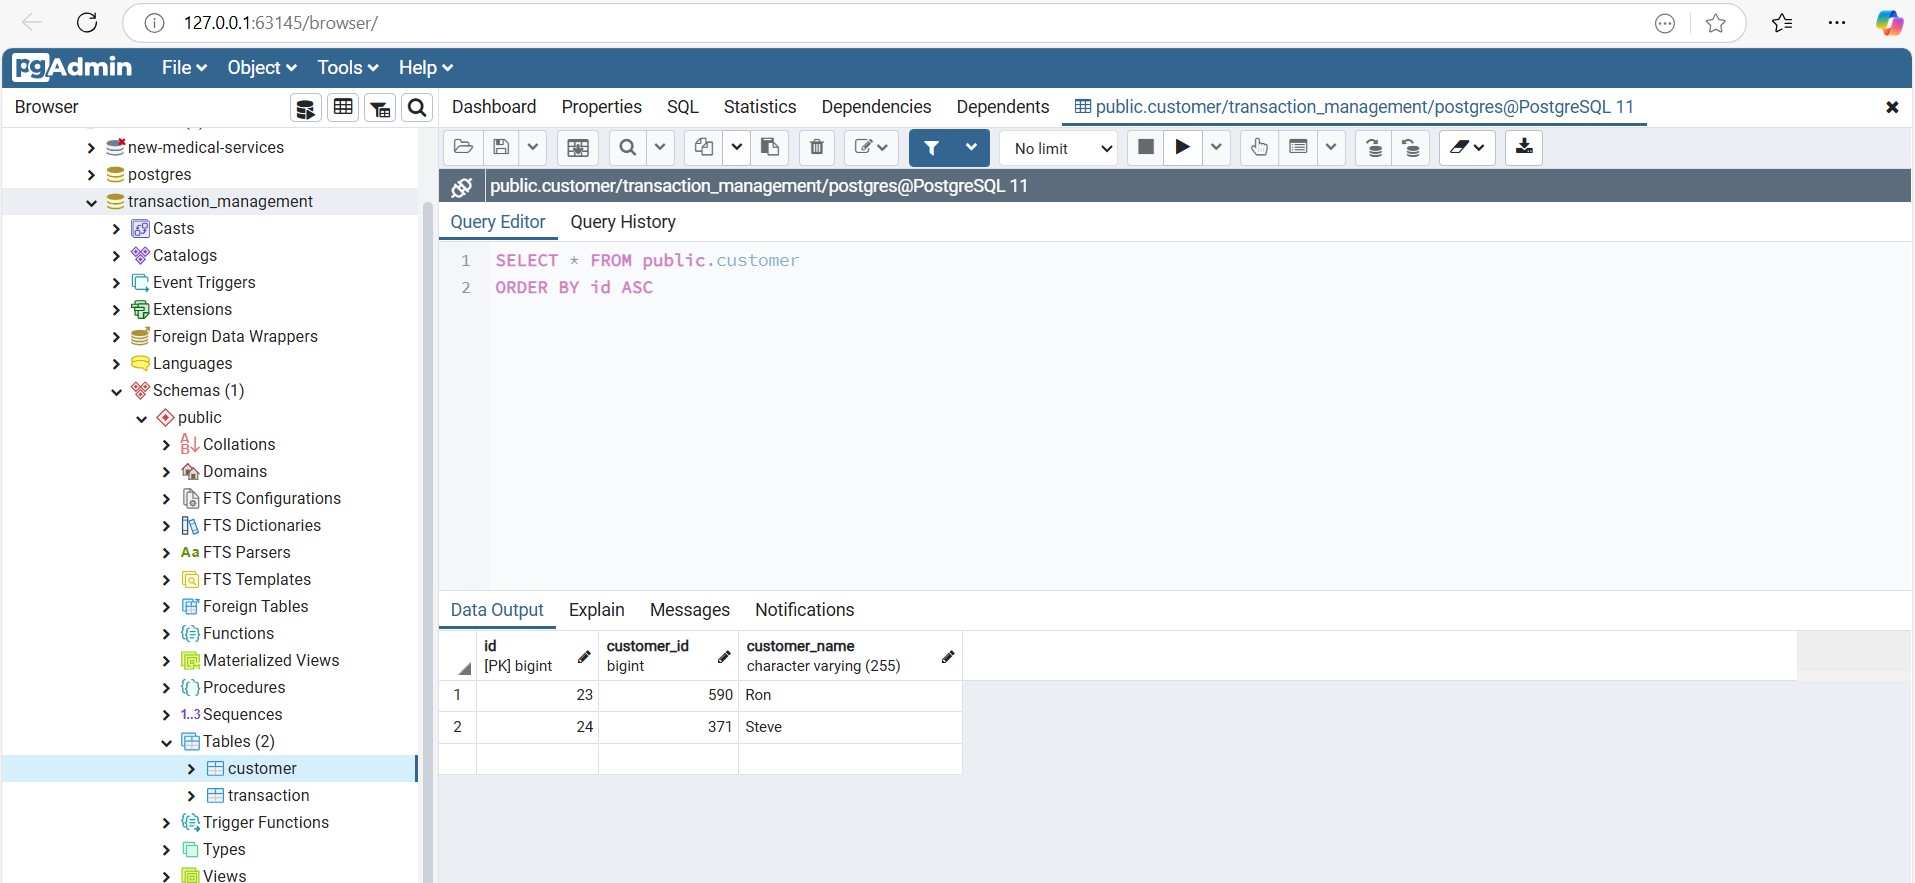 127.0.0.1:63145/browser/
pgAdmin File Object Tools Help
Browser
Dashboard Properties SQL Statistics Dependencies Dependents public.customer/transaction_management/postgres@PostgreSQL 11
No limit
public.customer/transaction_management/postgres@PostgreSQL 11
Query Editor Query History
1 SELECT * FROM public.customer
2 ORDER BY id ASC
new-medical-services
postgres
transaction_management
Casts
Catalogs
Event Triggers
Extensions
Foreign Data Wrappers
Languages
Schemas (1)
public
Collations
Domains
FTS Configurations
FTS Dictionaries
Aa FTS Parsers
FTS Templates
Foreign Tables
Functions
Materialized Views
Procedures
1..3 Sequences
Tables (2)
customer
transaction
Trigger Functions
Types
Views
Data Output Explain Messages Notifications
id customer_id customer_name
[PK] bigint bigint character varying (255)
1 23 590 Ron
2 24 371 Steve